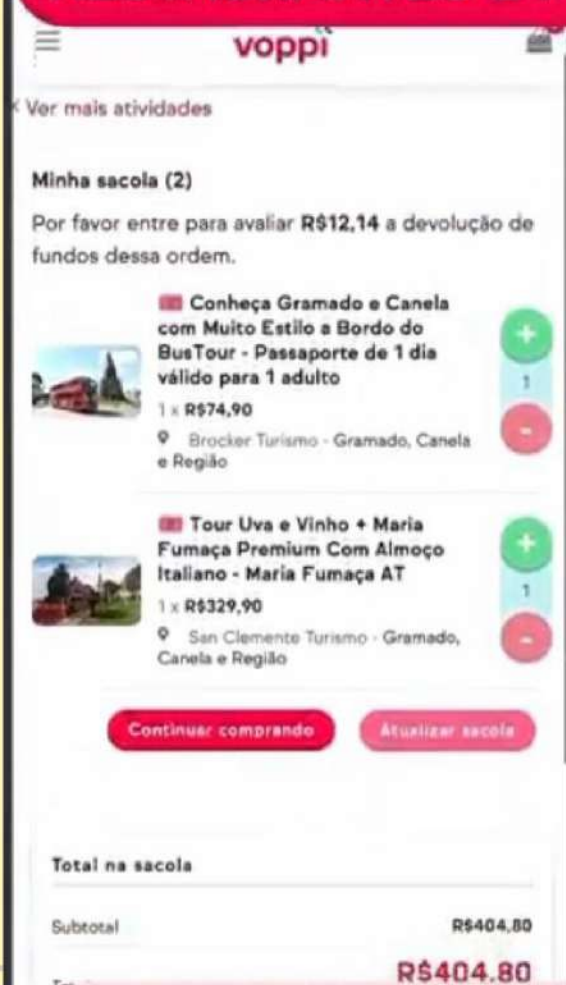 voppi
Ver mais atividades
Minha sacola (2)
Por favor entre para avaliar R$12,14 a devolução de
fundos dessa ordem.
Conheça Gramado e Canela
com Muito Estilo a Bordo do
BusTour - Passaporte de 1 dia
válido para 1 adulto
1 x R$74,90
Brocker Turismo - Gramado, Canela
e Região
+
1
-
Tour Uva e Vinho + Maria
Fumaça Premium Com Almoço
Italiano - Maria Fumaça AT
1 x R$329,90
San Clemente Turismo - Gramado,
Canela e Região
+
1
-
Continuar comprando
Atualizar sacola
Total na sacola
Subtotal R$404,80
R$404,80